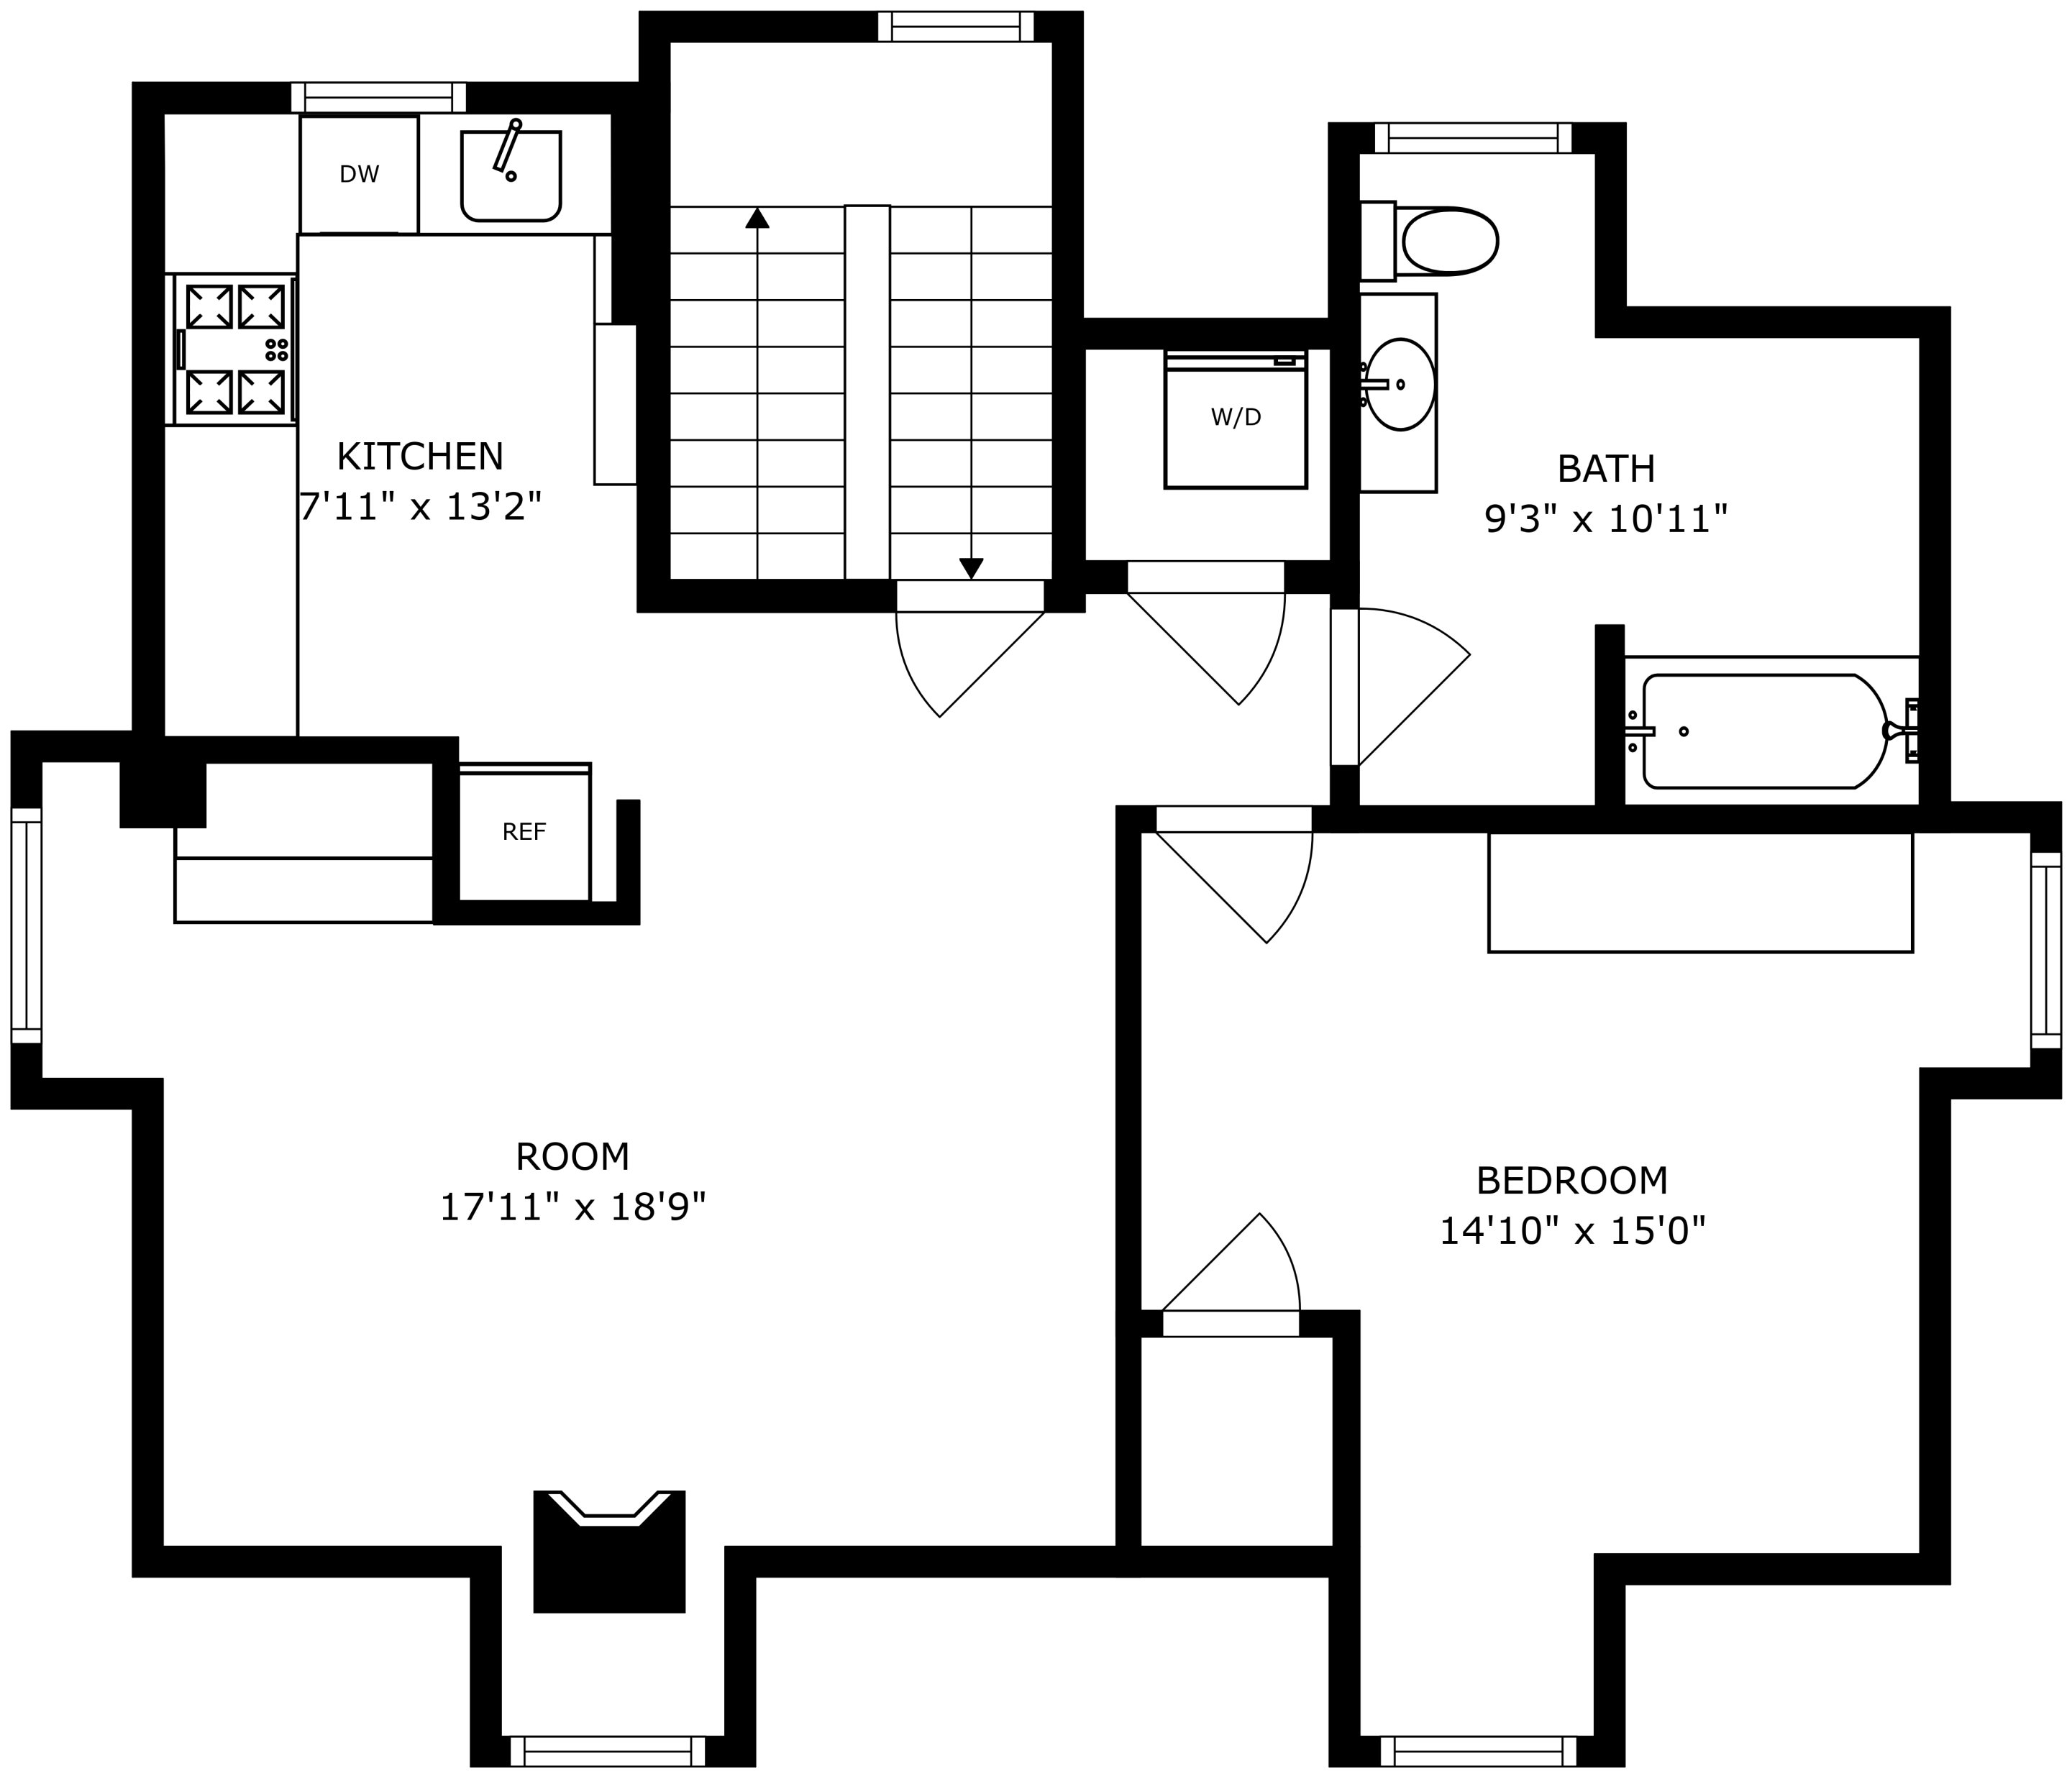 DW
W/D
KITCHEN
7'11" x 13'2"
BATH
9'3" x 10'11"
REF
ROOM
17'11" x 18'9"
BEDROOM
14'10" x 15'0"